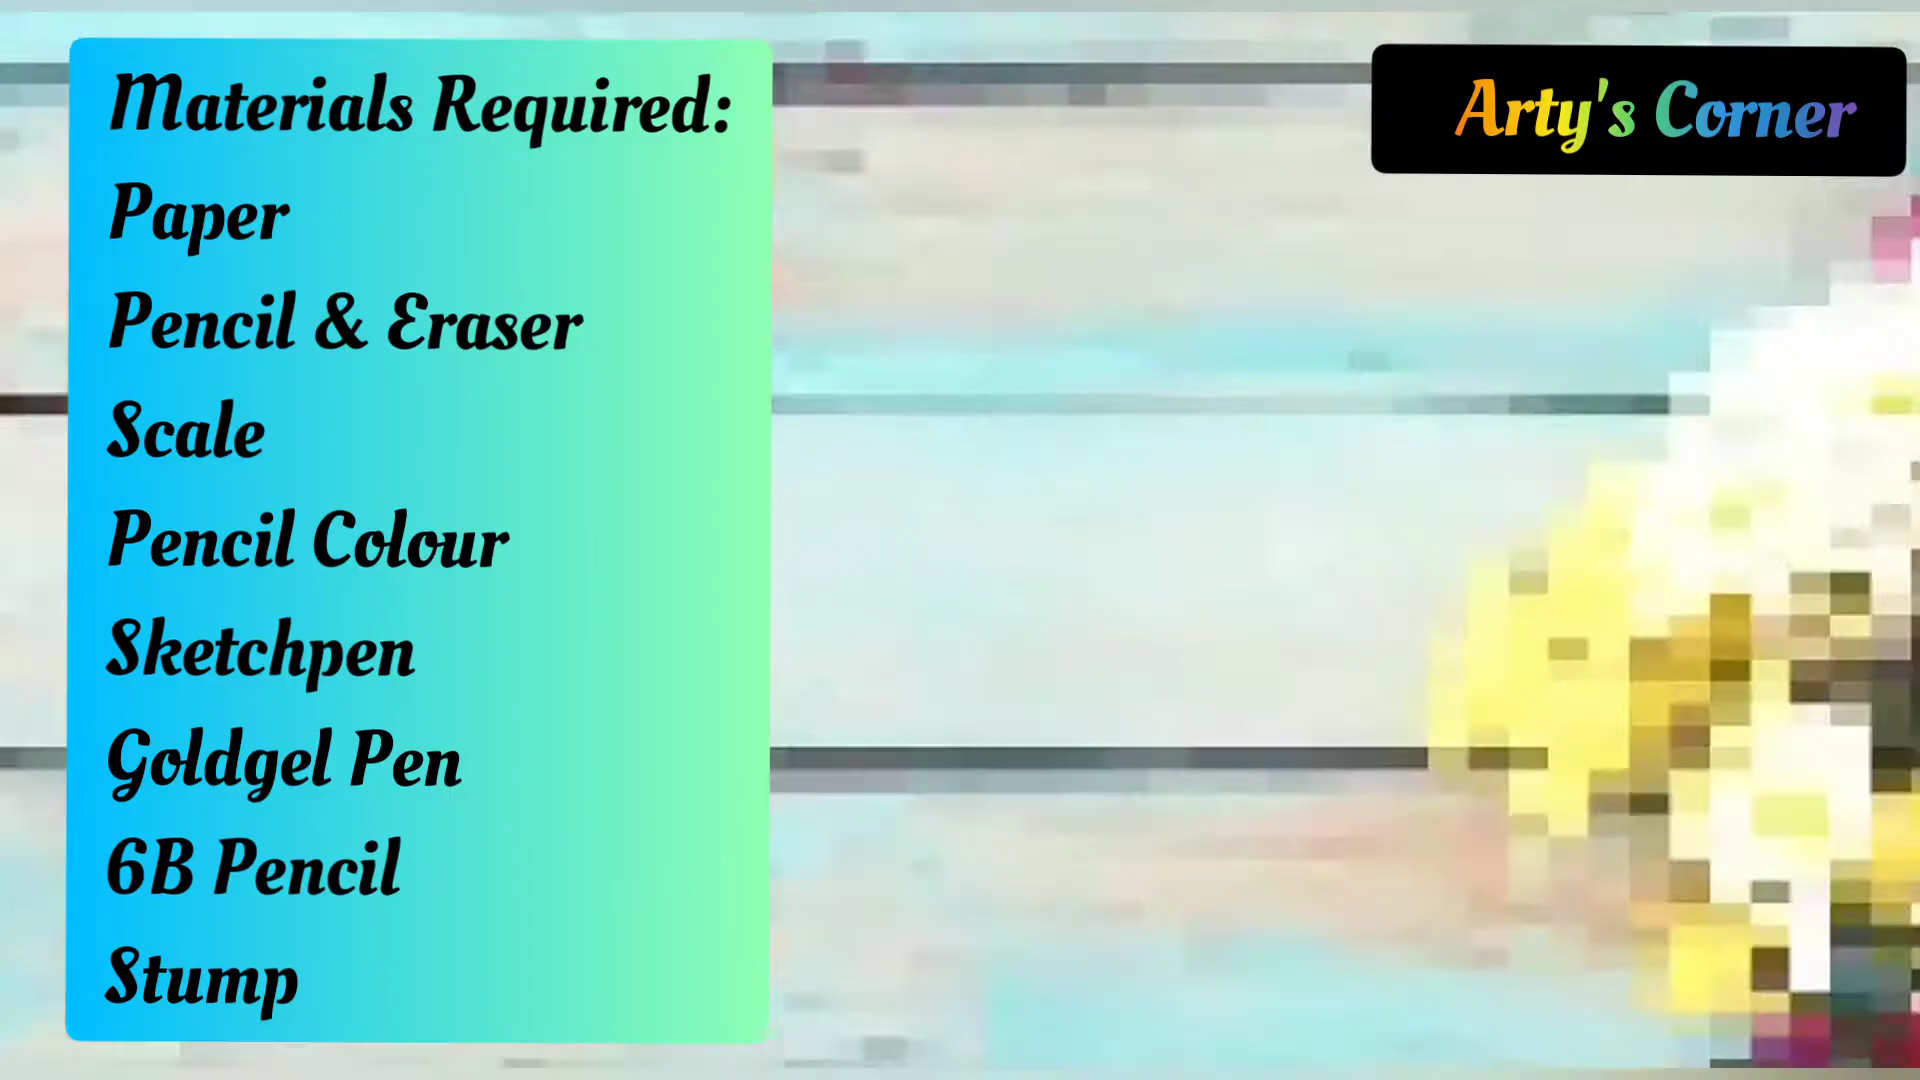 Materials Required:
Paper
Pencil & Eraser
Scale
Pencil Colour
Sketchpen
Goldgel Pen
6B Pencil
Stump
Arty's Corner